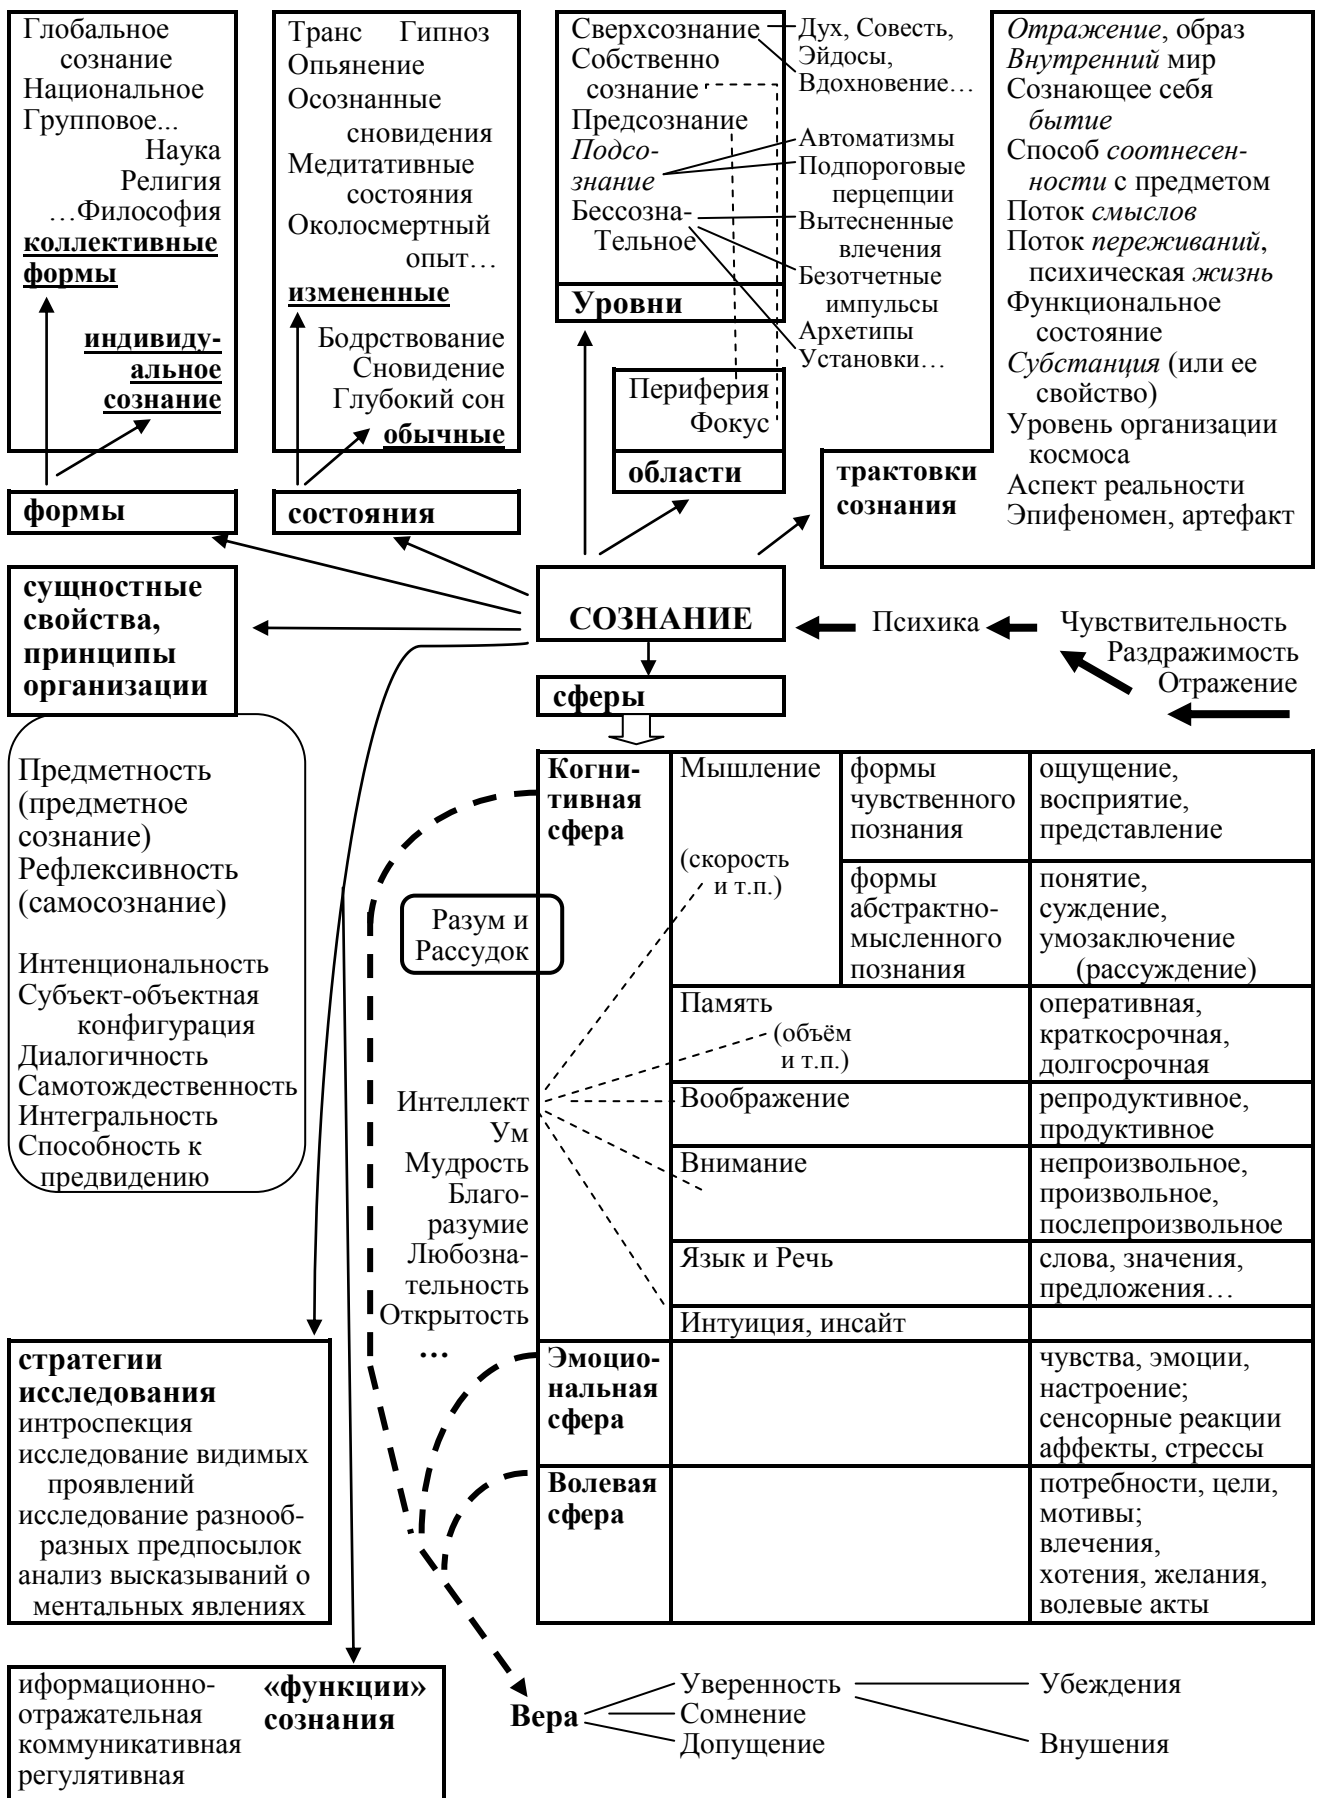 Глобальное
сознание
Национальное
Групповое...
Наука
Религия
…Философия
коллективные
формы
индивиду-
альное
сознание
формы
Транс Гипноз
Опьянение
Осознанные
сновидения
Медитативные
состояния
Околосмертный
опыт…
измененные
Бодрствование
Сновидение
Глубокий сон
обычные
состояния
Сверхсознание
Собственно
сознание
Предсознание
Подсо-
знание
Бессозна-
Тельное
Уровни
Дух, Совесть,
Эйдосы,
Вдохновение…
Автоматизмы
Подпороговые
перцепции
Вытесненные
влечения
Безотчетные
импульсы
Архетипы
Установки…
Периферия
Фокус
области
трактовки
сознания
Отражение, образ
Внутренний мир
Сознающее себя
бытие
Способ соотнесен-
ности с предметом
Поток смыслов
Поток переживаний,
психическая жизнь
Функциональное
состояние
Субстанция (или ее
свойство)
Уровень организации
космоса
Аспект реальности
Эпифеномен, артефакт
сущностные
свойства,
принципы
организации
СОЗНАНИЕ
Психика
Чувствительность
Раздражимость
Отражение
сферы
Предметность
(предметное
сознание)
Рефлексивность
(самосознание)
Интенциональность
Субъект-объектная
конфигурация
Диалогичность
Самотождественность
Интегральность
Способность к
предвидению
Разум и
Рассудок
Интеллект
Ум
Мудрость
Благо-
разумие
Любозна-
тельность
Открытость
…
Когни-
тивная
сфера
Мышление
(скорость
и т.п.)
формы
чувственного
познания
ощущение,
восприятие,
представление
формы
абстрактно-
мысленного
познания
понятие,
суждение,
умозаключение
(рассуждение)
Память
(объём
и т.п.)
оперативная,
краткосрочная,
долгосрочная
Воображение
репродуктивное,
продуктивное
Внимание
непроизвольное,
произвольное,
послепроизвольное
Язык и Речь
слова, значения,
предложения…
Интуиция, инсайт
Эмоцио-
нальная
сфера
чувства, эмоции,
настроение;
сенсорные реакции
аффекты, стрессы
Волевая
сфера
потребности, цели,
мотивы;
влечения,
хотения, желания,
волевые акты
стратегии
исследования
интроспекция
исследование видимых
проявлений
исследование разнооб-
разных предпосылок
анализ высказываний о
ментальных явлениях
«функции»
сознания
иформационно-
отражательная
коммуникативная
регулятивная
Вера
Уверенность
Сомнение
Допущение
Убеждения
Внушения